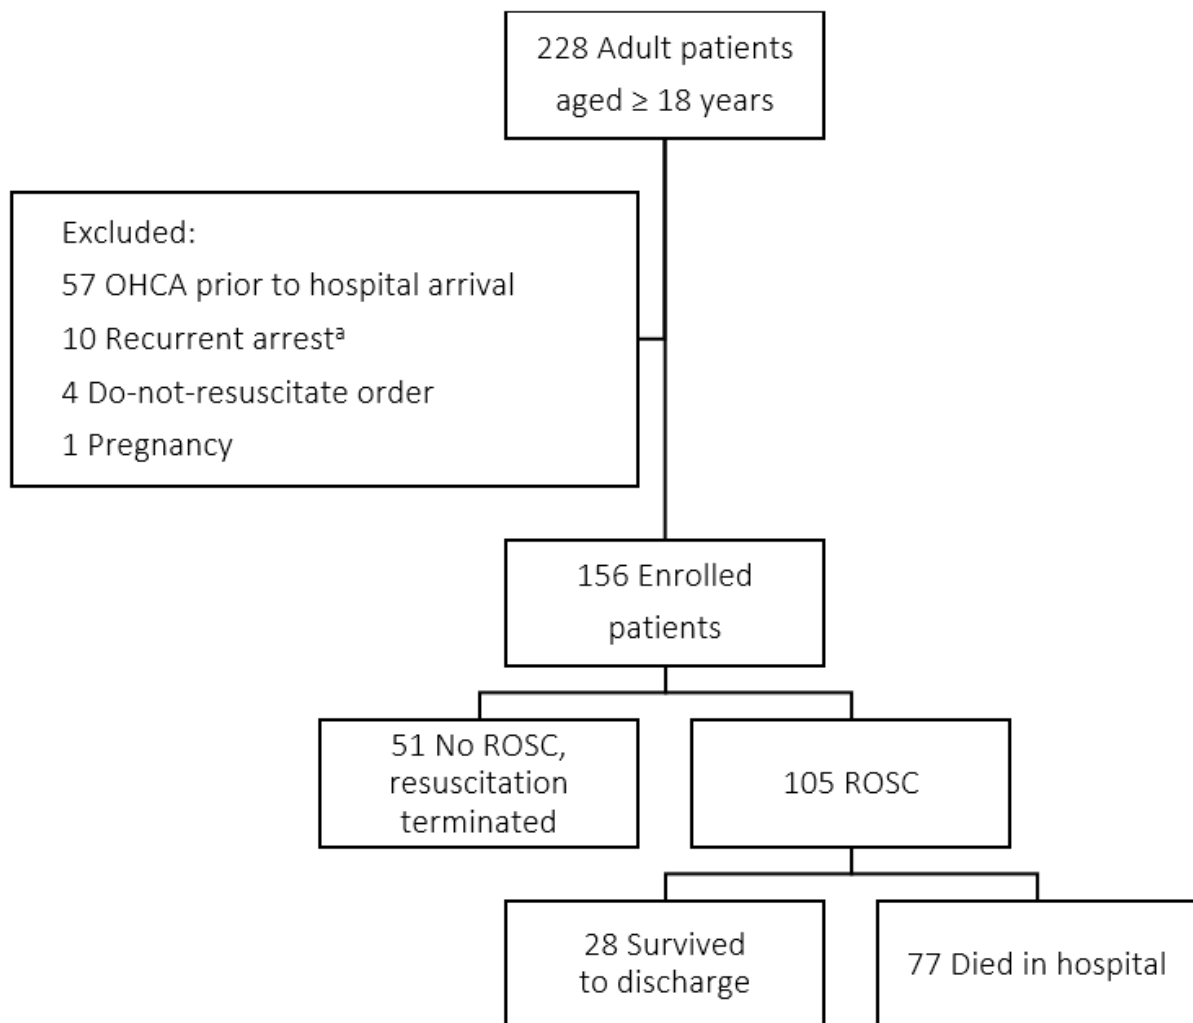 228 Adult patients
aged ≥ 18 years
Excluded:
57 OHCA prior to hospital arrival
10 Recurrent arrestᵃ
4 Do-not-resuscitate order
1 Pregnancy
156 Enrolled
patients
51 No ROSC,
resuscitation
terminated
105 ROSC
28 Survived
to discharge
77 Died in hospital